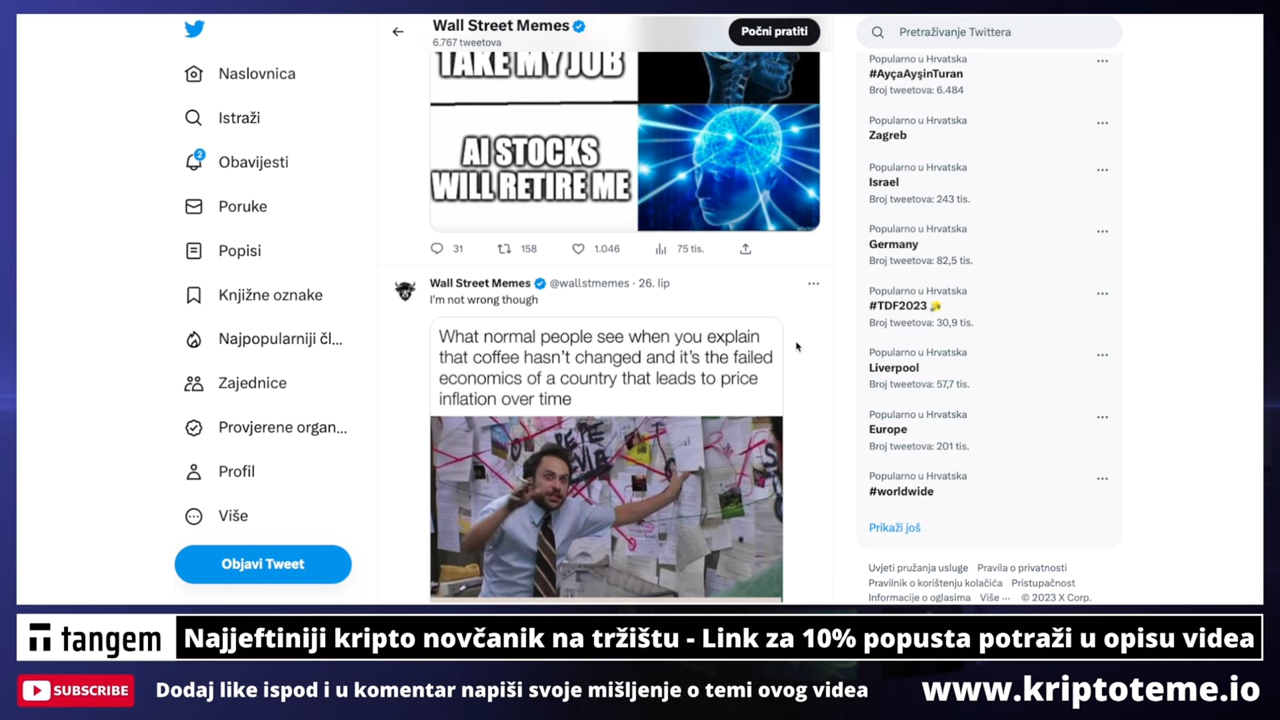 Naslovnica
Istraži
2
Obavijesti
Poruke
Popisi
Knjižne oznake
Najpopularniji čl...
Zajednice
Provjerene organ...
Profil
Više
Objavi Tweet
Wall Street Memes
6.767 tweetova
Počni pratiti
TAKE MY JOB
AI STOCKS
WILL RETIRE ME
31 158 1.046 75 tis.
Wall Street Memes @wallstmemes · 26. lip
I'm not wrong though
What normal people see when you explain
that coffee hasn't changed and it's the failed
economics of a country that leads to price
inflation over time
PEPE
SILVIA
Pretraživanje Twittera
Popularno u Hrvatska
#AyçaAyşinTuran
Broj tweetova: 6.484
Popularno u Hrvatska
Zagreb
Popularno u Hrvatska
Israel
Broj tweetova: 243 tis.
Popularno u Hrvatska
Germany
Broj tweetova: 82,5 tis.
Popularno u Hrvatska
#TDF2023
Broj tweetova: 30,9 tis.
Popularno u Hrvatska
Liverpool
Broj tweetova: 57,7 tis.
Popularno u Hrvatska
Europe
Broj tweetova: 201 tis.
Popularno u Hrvatska
#worldwide
Prikaži još
Uvjeti pružanja usluge Pravila o privatnosti
Pravilnik o korištenju kolačića Pristupačnost
Informacije o oglasima Više ··· © 2023 X Corp.
tangem
Najjeftiniji kripto novčanik na tržištu - Link za 10% popusta potraži u opisu videa
SUBSCRIBE
Dodaj like ispod i u komentar napiši svoje mišljenje o temi ovog videa
www.kriptoteme.io